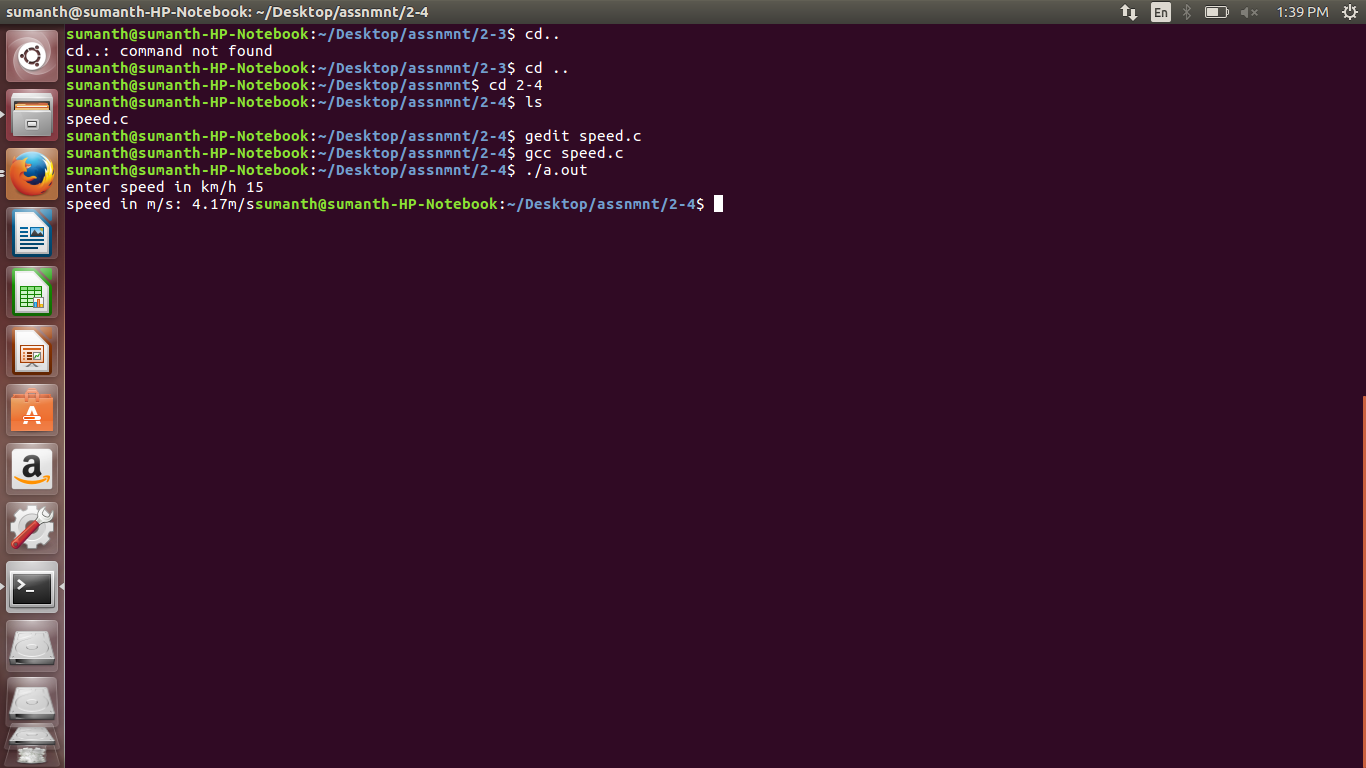 sumanth@sumanth-HP-Notebook: ~/Desktop/assnmnt/2-4
En
1:39 PM
sumanth@sumanth-HP-Notebook:~/Desktop/assnmnt/2-3$ cd..
cd..: command not found
sumanth@sumanth-HP-Notebook:~/Desktop/assnmnt/2-3$ cd ..
sumanth@sumanth-HP-Notebook:~/Desktop/assnmnt$ cd 2-4
sumanth@sumanth-HP-Notebook:~/Desktop/assnmnt/2-4$ ls
speed.c
sumanth@sumanth-HP-Notebook:~/Desktop/assnmnt/2-4$ gedit speed.c
sumanth@sumanth-HP-Notebook:~/Desktop/assnmnt/2-4$ gcc speed.c
sumanth@sumanth-HP-Notebook:~/Desktop/assnmnt/2-4$ ./a.out
enter speed in km/h 15
speed in m/s: 4.17m/ssumanth@sumanth-HP-Notebook:~/Desktop/assnmnt/2-4$